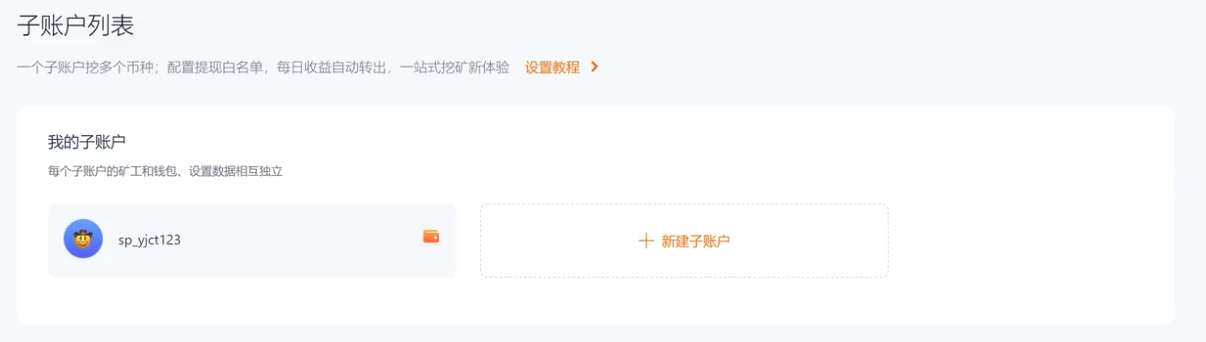 子账户列表
一个子账户挖多个币种；配置提现白名单，每日收益自动转出，一站式挖矿新体验 设置教程
我的子账户
每个子账户的矿工和钱包、设置数据相互独立
sp_yjct123
新建子账户